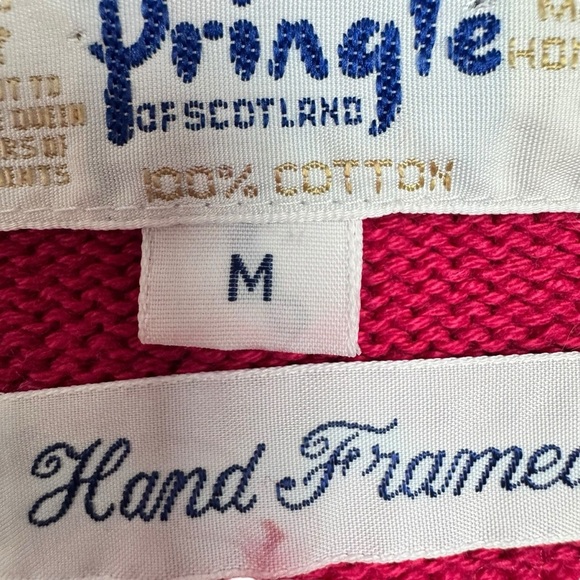 Pringle
OF SCOTLAND
100% COTTON
M
Hand Framed